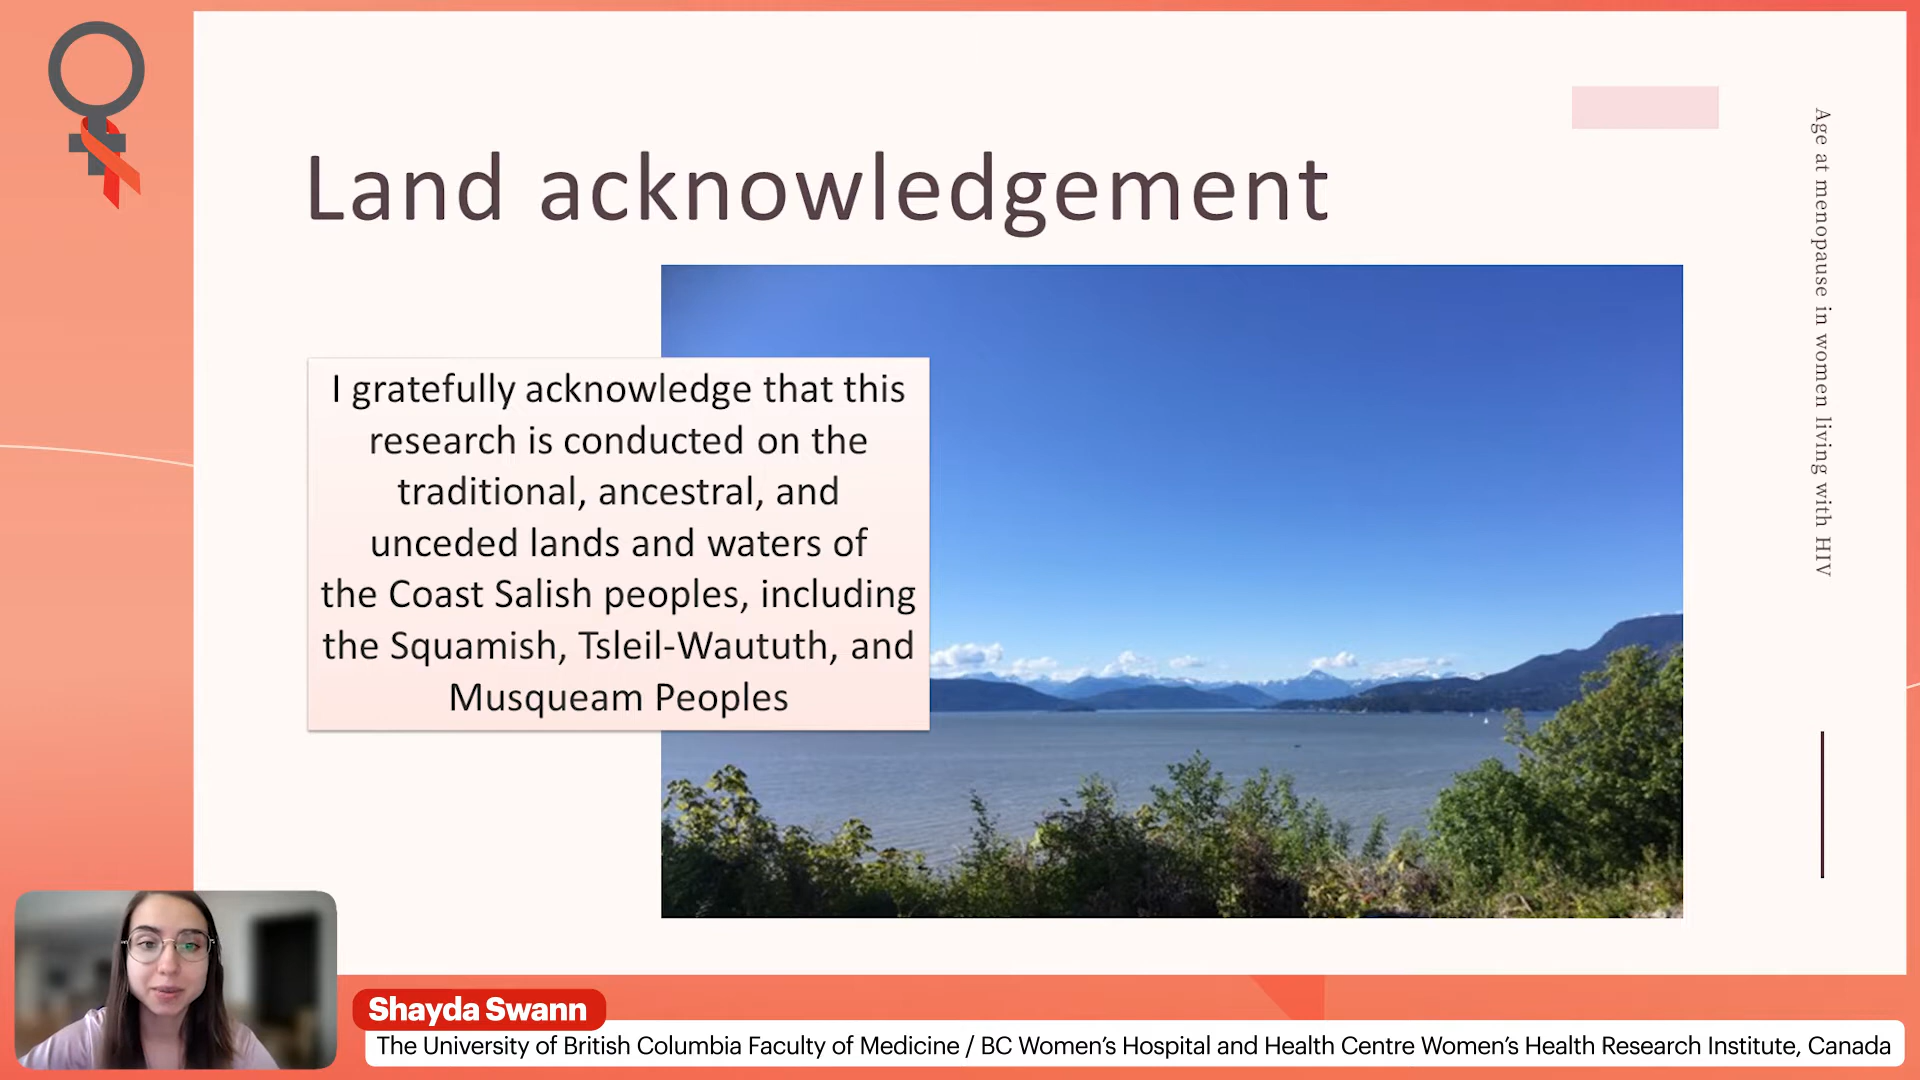 Land acknowledgement
I gratefully acknowledge that this
research is conducted on the
traditional, ancestral, and
unceded lands and waters of
the Coast Salish peoples, including
the Squamish, Tsleil-Waututh, and
Musqueam Peoples
Age at menopause in women living with HIV
Shayda Swann
The University of British Columbia Faculty of Medicine / BC Women’s Hospital and Health Centre Women’s Health Research Institute, Canada